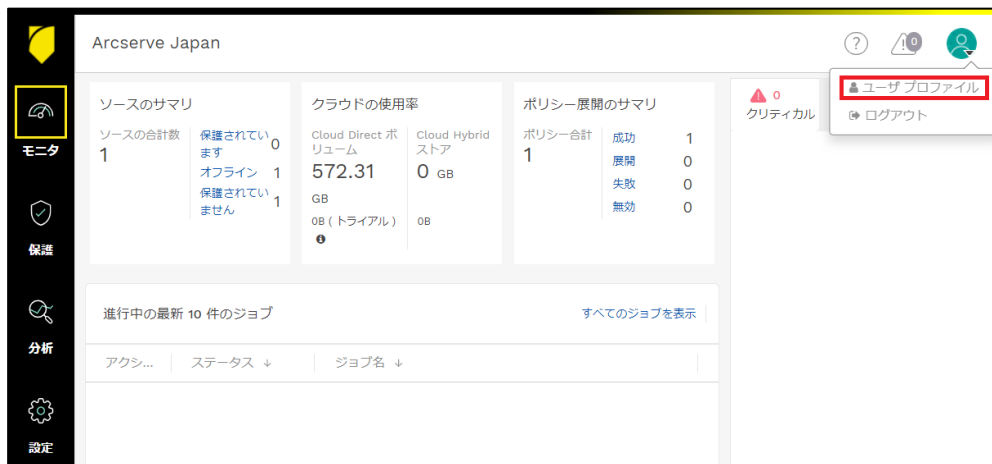 Arcserve Japan
?
0
ユーザ プロファイル
ログアウト
モニタ
保護
分析
設定
ソースのサマリ
ソースの合計数
1
保護されてい
ます
0
オフライン 1
保護されてい
ません
1
クラウドの使用率
Cloud Direct ボ
リューム
572.31
GB
0B ( トライアル )
Cloud Hybrid
ストア
0 GB
0B
ポリシー展開のサマリ
ポリシー合計
1
成功 1
展開 0
失敗 0
無効 0
0
クリティカル
進行中の最新 10 件のジョブ
すべてのジョブを表示
アクシ... ステータス ↓ ジョブ名 ↓